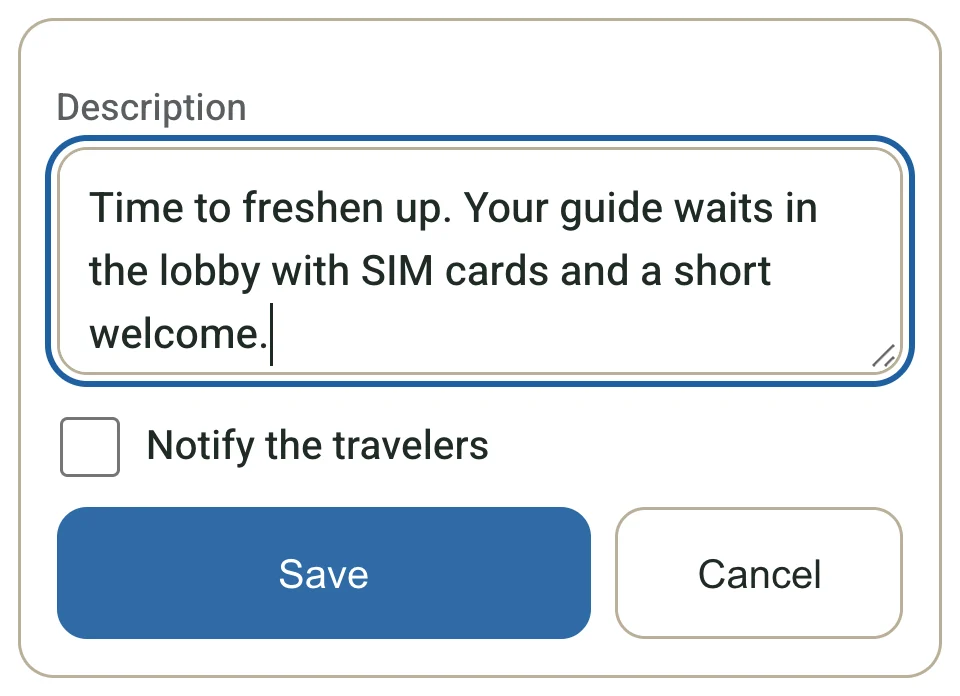 Description
Time to freshen up. Your guide waits in
the lobby with SIM cards and a short
welcome.
Notify the travelers
Save
Cancel